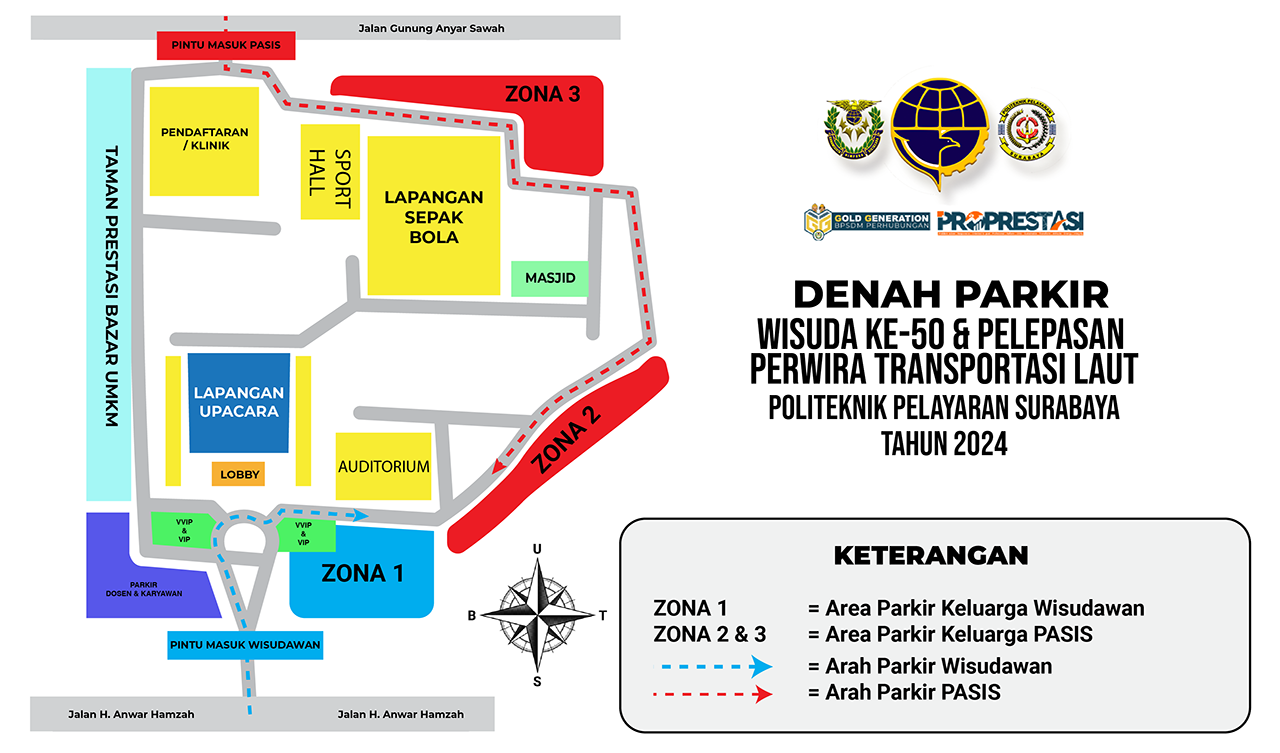 Jalan Gunung Anyar Sawah
PINTU MASUK PASIS
ZONA 3
PENDAFTARAN
/ KLINIK
SPORT
HALL
LAPANGAN
SEPAK
BOLA
MASJID
TAMAN PRESTASI BAZAR UMKM
LAPANGAN
UPACARA
LOBBY
AUDITORIUM
ZONA 2
VVIP
&
VIP
VVIP
&
VIP
PARKIR
DOSEN & KARYAWAN
ZONA 1
PINTU MASUK WISUDAWAN
Jalan H. Anwar Hamzah
Jalan H. Anwar Hamzah
U
B
T
S
POLITEKNIK PELAYARAN
SURABAYA
GOLD GENERATION
BPSDM PERHUBUNGAN
PROPRESTASI
DENAH PARKIR
WISUDA KE-50 & PELEPASAN
PERWIRA TRANSPORTASI LAUT
POLITEKNIK PELAYARAN SURABAYA
TAHUN 2024
KETERANGAN
ZONA 1 = Area Parkir Keluarga Wisudawan
ZONA 2 & 3 = Area Parkir Keluarga PASIS
= Arah Parkir Wisudawan
= Arah Parkir PASIS